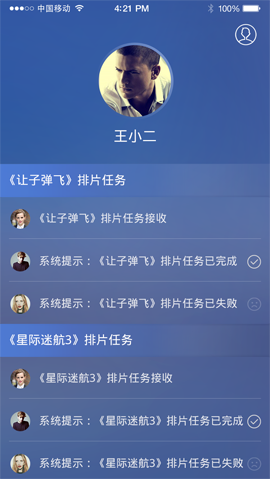 中国移动 4:21 PM 100%
王小二
《让子弹飞》排片任务
《让子弹飞》排片任务接收
系统提示：《让子弹飞》排片任务已完成
系统提示：《让子弹飞》排片任务已失败
《星际迷航3》排片任务
《星际迷航3》排片任务接收
系统提示：《星际迷航3》排片任务已完成
系统提示：《星际迷航3》排片任务已失败